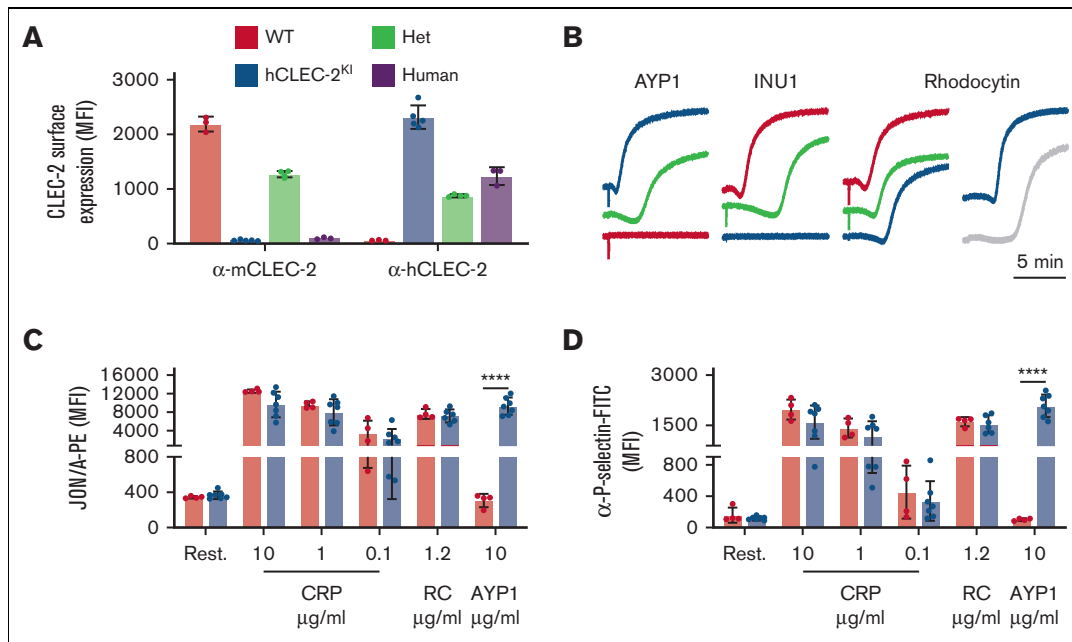 A
WT
Het
hCLEC-2KI
Human
CLEC-2 surface
expression (MFI)
3000
2000
1000
0
α-mCLEC-2
α-hCLEC-2
B
AYP1
INU1
Rhodocytin
5 min
C
JON/A-PE (MFI)
16000
12000
8000
4000
800
400
0
****
Rest.
10
1
0.1
1.2
10
CRP
RC
AYP1
μg/ml
μg/ml
μg/ml
D
α-P-selectin-FITC
(MFI)
3000
1500
800
400
0
****
Rest.
10
1
0.1
1.2
10
CRP
RC
AYP1
μg/ml
μg/ml
μg/ml